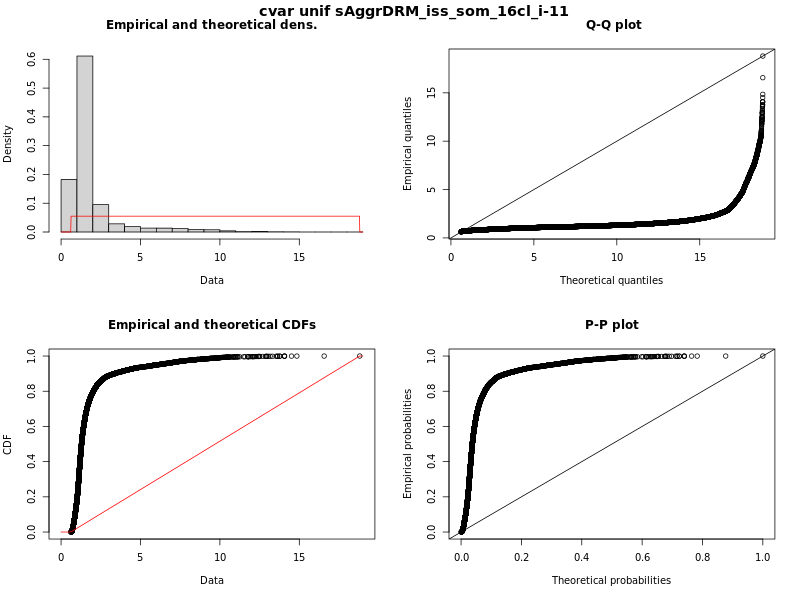 cvar unif sAggrDRM_iss_som_16cl_i-11
Empirical and theoretical dens.
Density
0.0 0.1 0.2 0.3 0.4 0.5 0.6
0 5 10 15
Data
Q-Q plot
Empirical quantiles
0 5 10 15
0 5 10 15
Theoretical quantiles
Empirical and theoretical CDFs
CDF
0.0 0.2 0.4 0.6 0.8 1.0
0 5 10 15
Data
P-P plot
Empirical probabilities
0.0 0.2 0.4 0.6 0.8 1.0
0.0 0.2 0.4 0.6 0.8 1.0
Theoretical probabilities